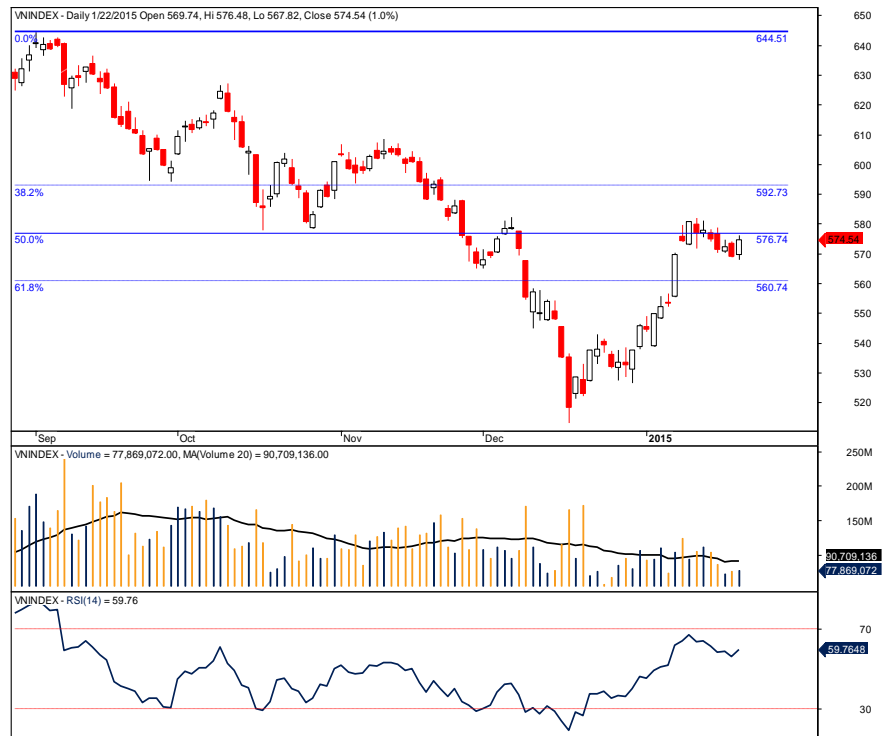 VNINDEX - Daily 1/22/2015 Open 569.74, Hi 576.48, Lo 567.82, Close 574.54 (1.0%)
650
0.0%
644.51
640
630
620
610
600
38.2%
592.73
590
580
50.0%
576.74
574.54
570
61.8%
560.74
560
550
540
530
520
Sep
Oct
Nov
Dec
2015
VNINDEX - Volume = 77,869,072.00, MA(Volume 20) = 90,709,136.00
250M
200M
150M
90,709,136
77,869,072
VNINDEX - RSI(14) = 59.76
70
59.7648
30